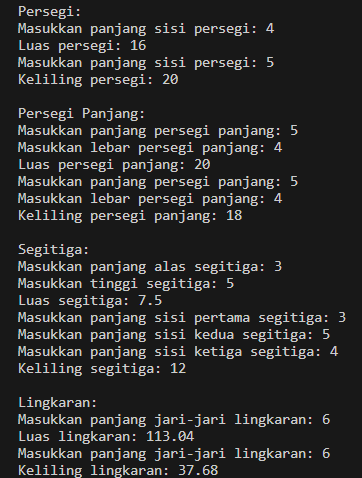 Persegi:
Masukkan panjang sisi persegi: 4
Luas persegi: 16
Masukkan panjang sisi persegi: 5
Keliling persegi: 20

Persegi Panjang:
Masukkan panjang persegi panjang: 5
Masukkan lebar persegi panjang: 4
Luas persegi panjang: 20
Masukkan panjang persegi panjang: 5
Masukkan lebar persegi panjang: 4
Keliling persegi panjang: 18

Segitiga:
Masukkan panjang alas segitiga: 3
Masukkan tinggi segitiga: 5
Luas segitiga: 7.5
Masukkan panjang sisi pertama segitiga: 3
Masukkan panjang sisi kedua segitiga: 5
Masukkan panjang sisi ketiga segitiga: 4
Keliling segitiga: 12

Lingkaran:
Masukkan panjang jari-jari lingkaran: 6
Luas lingkaran: 113.04
Masukkan panjang jari-jari lingkaran: 6
Keliling lingkaran: 37.68